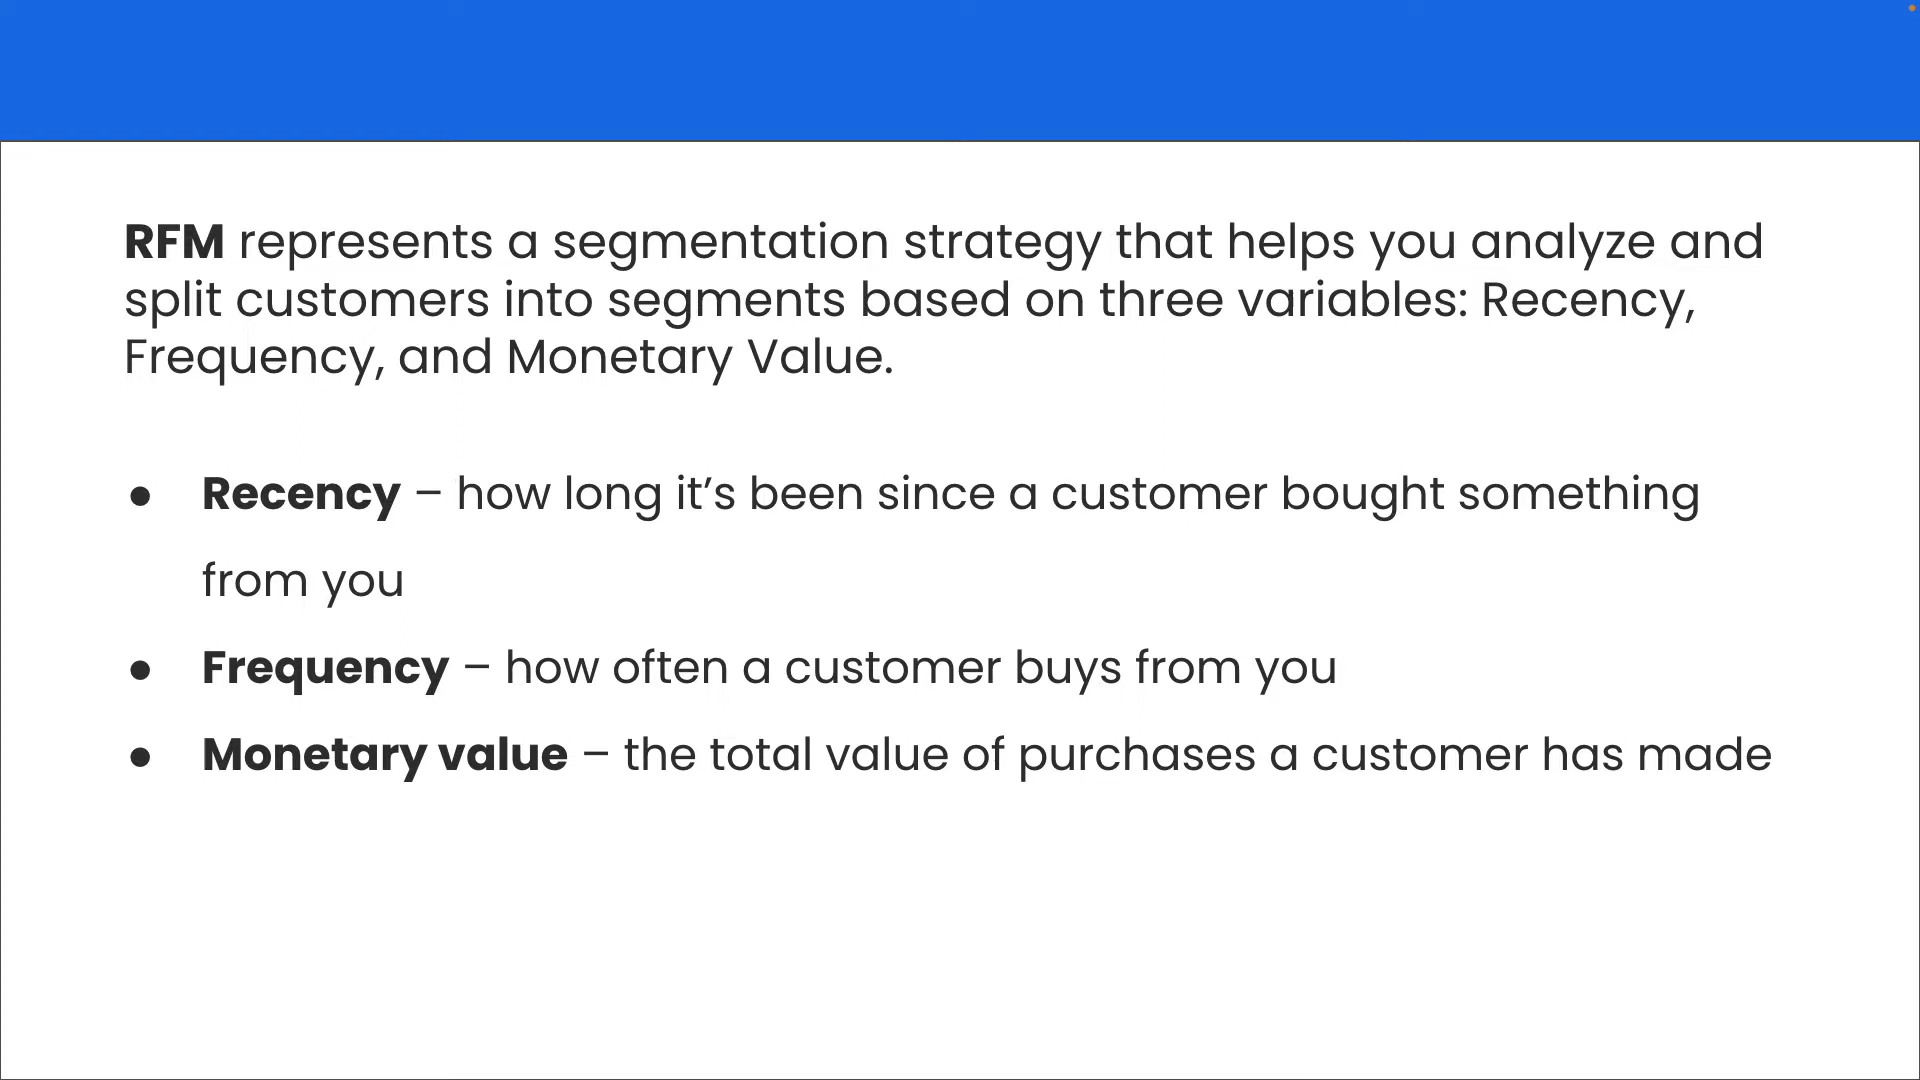 RFM represents a segmentation strategy that helps you analyze and
split customers into segments based on three variables: Recency,
Frequency, and Monetary Value.
● Recency – how long it’s been since a customer bought something
from you
● Frequency – how often a customer buys from you
● Monetary value – the total value of purchases a customer has made